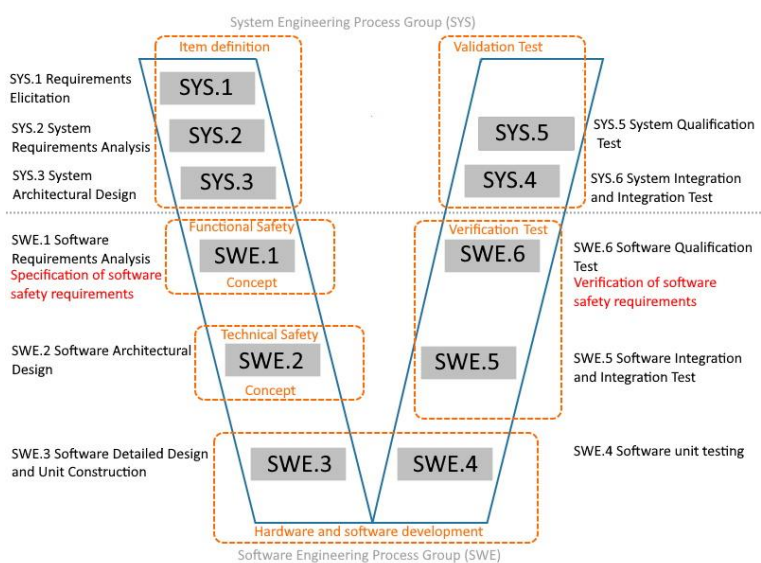 System Engineering Process Group (SYS)
Item definition
Validation Test
SYS.1 Requirements
Elicitation
SYS.1
SYS.2 System
Requirements Analysis
SYS.2
SYS.5
SYS.5 System Qualification
Test
SYS.3 System
Architectural Design
SYS.3
SYS.4
SYS.6 System Integration
and Integration Test
Functional Safety
Verification Test
SWE.1 Software
Requirements Analysis
Specification of software
safety requirements
SWE.1
Concept
SWE.6
SWE.6 Software Qualification
Test
Verification of software
safety requirements
Technical Safety
SWE.2 Software Architectural
Design
SWE.2
Concept
SWE.5
SWE.5 Software Integration
and Integration Test
SWE.3 Software Detailed Design
and Unit Construction
SWE.3
SWE.4
SWE.4 Software unit testing
Hardware and software development
Software Engineering Process Group (SWE)